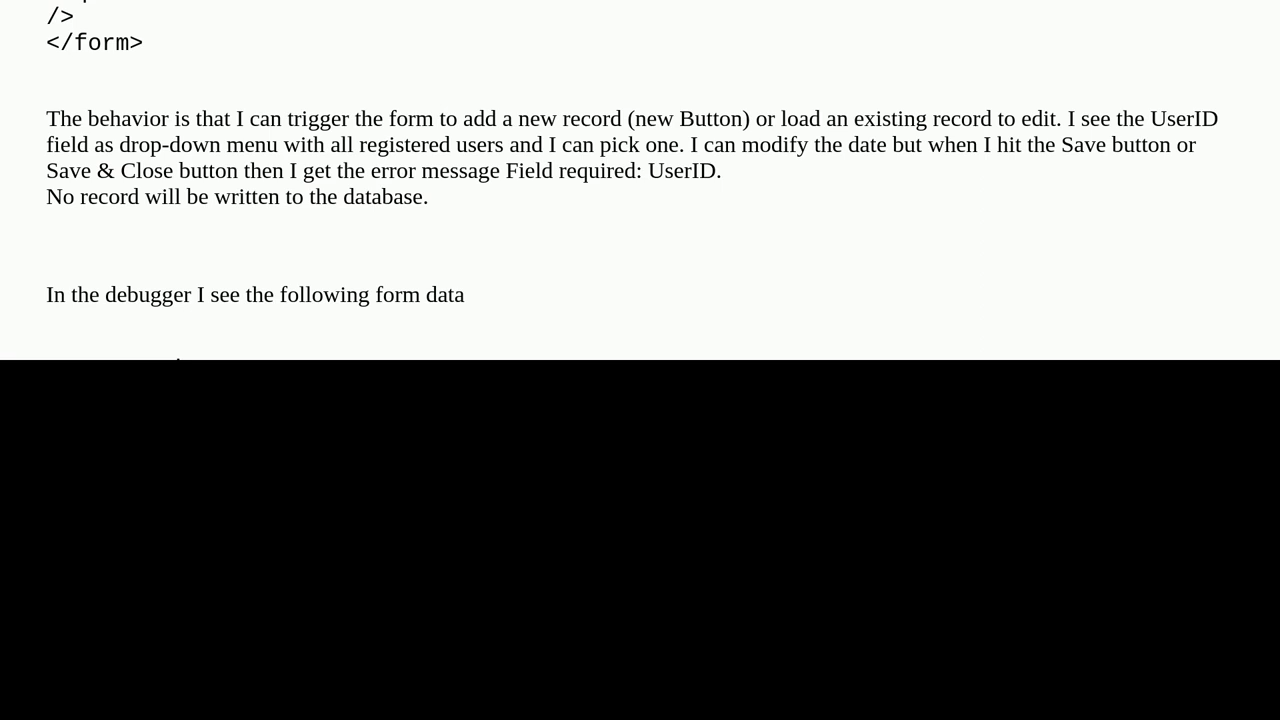 />
</form>
The behavior is that I can trigger the form to add a new record (new Button) or load an existing record to edit. I see the UserID
field as drop-down menu with all registered users and I can pick one. I can modify the date but when I hit the Save button or
Save & Close button then I get the error message Field required: UserID.
No record will be written to the database.
In the debugger I see the following form data